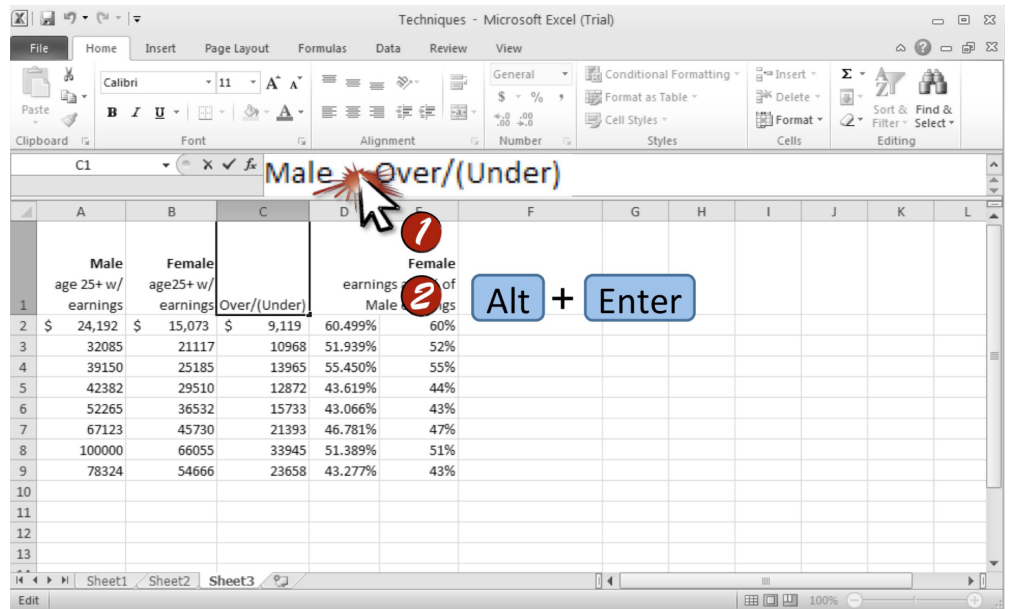 Techniques - Microsoft Excel (Trial)
File Home Insert Page Layout Formulas Data Review View
Paste
Calibri 11 A A
B I U A
General
$ % ,
.00 .0
Conditional Formatting
Format as Table
Cell Styles
Insert
Delete
Format
Σ
Sort & Filter
Find & Select
Clipboard Font Alignment Number Styles Cells Editing
C1 fx Male Over/(Under)
A B C D F G H I J K L
1 Male age 25+ w/ earnings
Female age25+ w/ earnings
Over/(Under)
Female
earnings of
Male
1
2
Alt + Enter
2 $ 24,192 $ 15,073 $ 9,119 60.499% 60%
3 32085 21117 10968 51.939% 52%
4 39150 25185 13965 55.450% 55%
5 42382 29510 12872 43.619% 44%
6 52265 36532 15733 43.066% 43%
7 67123 45730 21393 46.781% 47%
8 100000 66055 33945 51.389% 51%
9 78324 54666 23658 43.277% 43%
10
11
12
13
Sheet1 Sheet2 Sheet3
Edit 100%